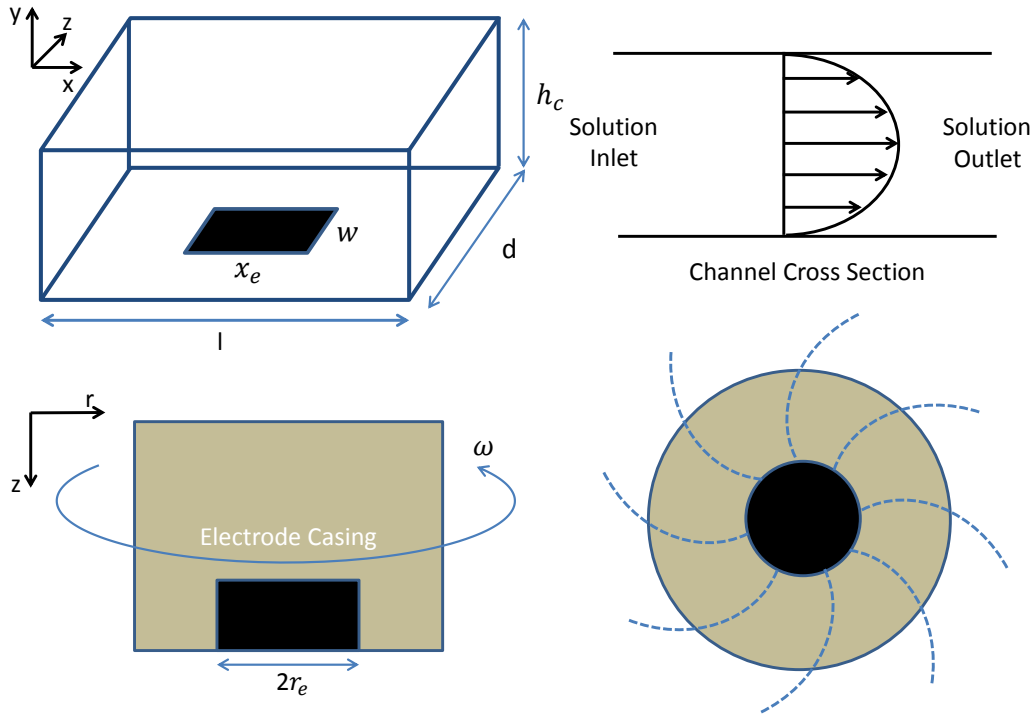 y
z
x
h_c
w
x_e
d
l
Solution
Inlet
Solution
Outlet
Channel Cross Section
r
z
ω
Electrode Casing
2r_e